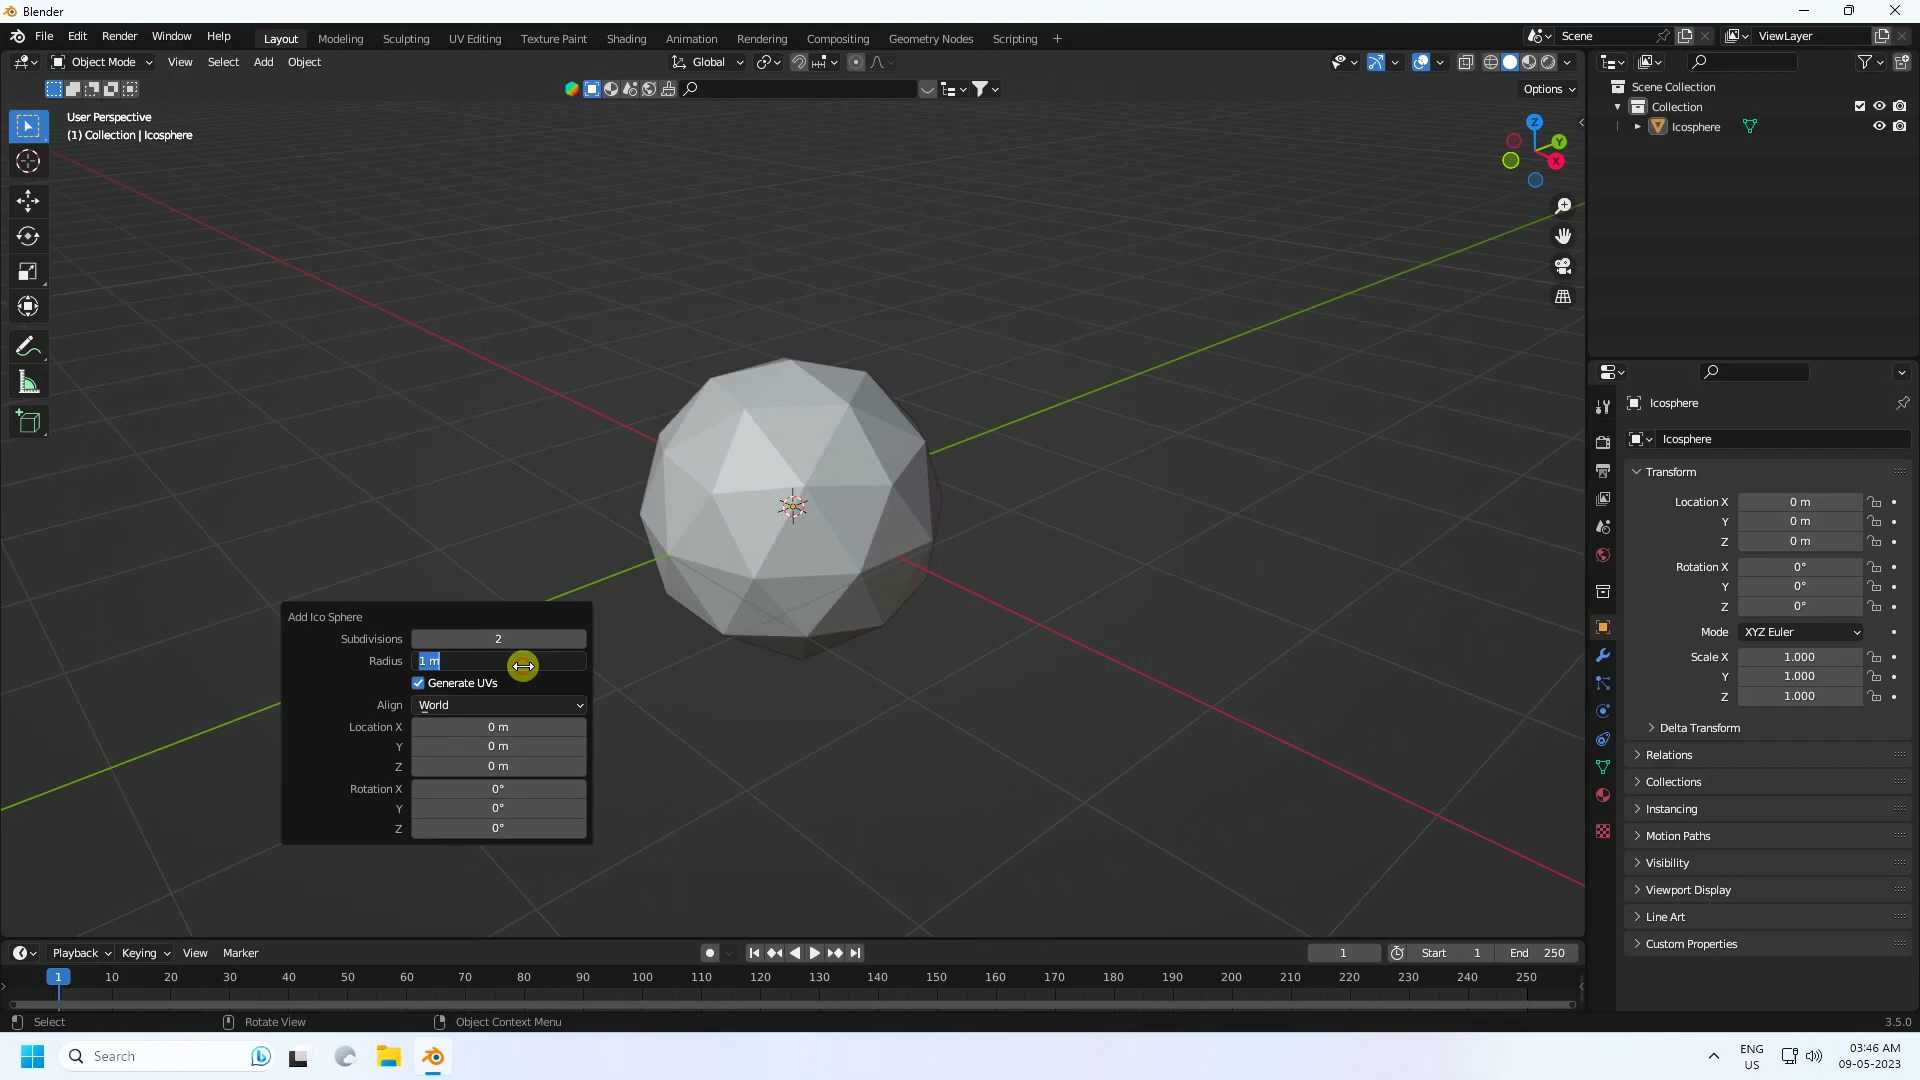 Blender
File Edit Render Window Help
Layout Modeling Sculpting UV Editing Texture Paint Shading Animation Rendering Compositing Geometry Nodes Scripting +
Scene
ViewLayer
Object Mode View Select Add Object
Global
Options
User Perspective
(1) Collection | Icosphere
Z
Y
X
Scene Collection
Collection
Icosphere
Icosphere
Icosphere
Transform
Location X 0 m
Y 0 m
Z 0 m
Rotation X 0°
Y 0°
Z 0°
Mode XYZ Euler
Scale X 1.000
Y 1.000
Z 1.000
Delta Transform
Relations
Collections
Instancing
Motion Paths
Visibility
Viewport Display
Line Art
Custom Properties
Add Ico Sphere
Subdivisions 2
Radius 1 m
Generate UVs
Align World
Location X 0 m
Y 0 m
Z 0 m
Rotation X 0°
Y 0°
Z 0°
Playback Keying View Marker
1 Start 1 End 250
1 10 20 30 40 50 60 70 80 90 100 110 120 130 140 150 160 170 180 190 200 210 220 230 240 250
Select Rotate View Object Context Menu
3.5.0
Search
ENG
US
03:46 AM
09-05-2023